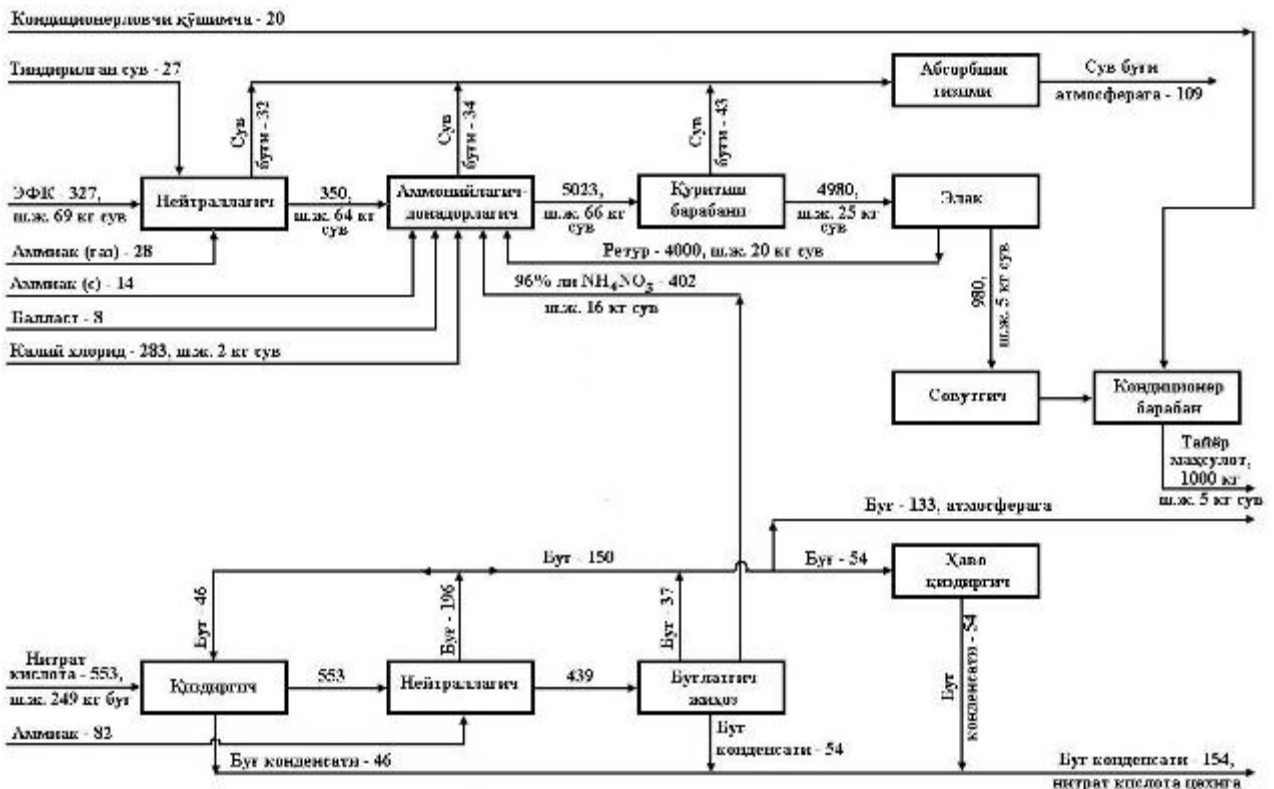 Кондиционерловчи қўшимча - 20
Тиндирилган сув - 27
Абсорбция
тизими
Сув буғи
атмосферага - 109
Сув
буғи - 32
Сув
буғи - 34
Сув
буғи - 43
ЭФК - 327,
ш.ж. 69 кг сув
Нейтраллагич
350,
ш.ж. 64 кг
сув
Аммонийлагич-
донадорлагич
5023,
ш.ж. 66 кг
сув
Қуритиш
барабани
4980,
ш.ж. 25 кг
сув
Элак
Аммиак (газ) - 28
Ретур - 4000, ш.ж. 20 кг сув
Аммиак (с) - 14
96% ли NH4NO3 - 402
ш.ж. 16 кг сув
980,
ш.ж. 5 кг сув
Балласт - 8
Калий хлорид - 283, ш.ж. 2 кг сув
Совутгич
Кондиционер
барабан
Тайёр
маҳсулот,
1000 кг
ш.ж. 5 кг сув
Буғ - 133, атмосферага
Буғ - 150
Буғ - 54
Ҳаво
қиздиргич
Буғ - 46
Буғ - 196
Буғ - 37
Нитрат
кислота - 553,
ш.ж. 249 кг буғ
Қиздиргич
553
Нейтраллагич
439
Буғлатгич
жиҳоз
Буғ
конденсати - 54
Аммиак - 82
Буғ
конденсати - 54
Буғ конденсати - 46
Буғ конденсати - 154,
нитрат кислота цехига